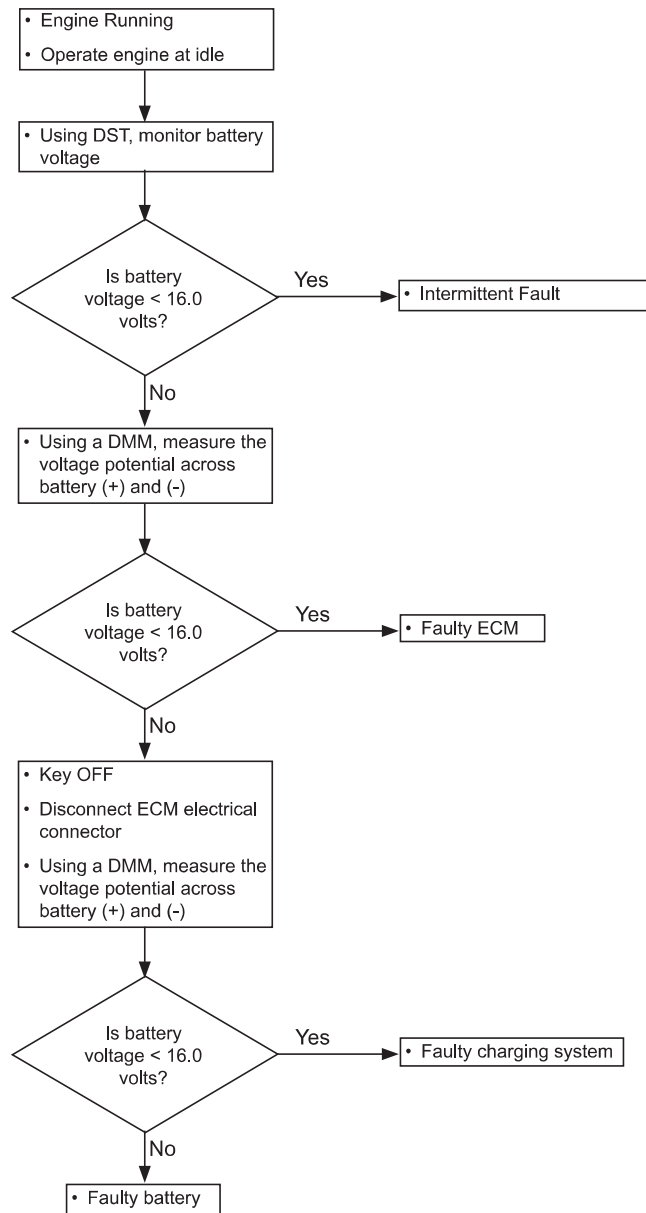 • Engine Running
• Operate engine at idle
• Using DST, monitor battery
voltage
Is battery
voltage < 16.0
volts?
Yes
• Intermittent Fault
No
• Using a DMM, measure the
voltage potential across
battery (+) and (-)
Is battery
voltage < 16.0
volts?
Yes
• Faulty ECM
No
• Key OFF
• Disconnect ECM electrical
connector
• Using a DMM, measure the
voltage potential across
battery (+) and (-)
Is battery
voltage < 16.0
volts?
Yes
• Faulty charging system
No
• Faulty battery